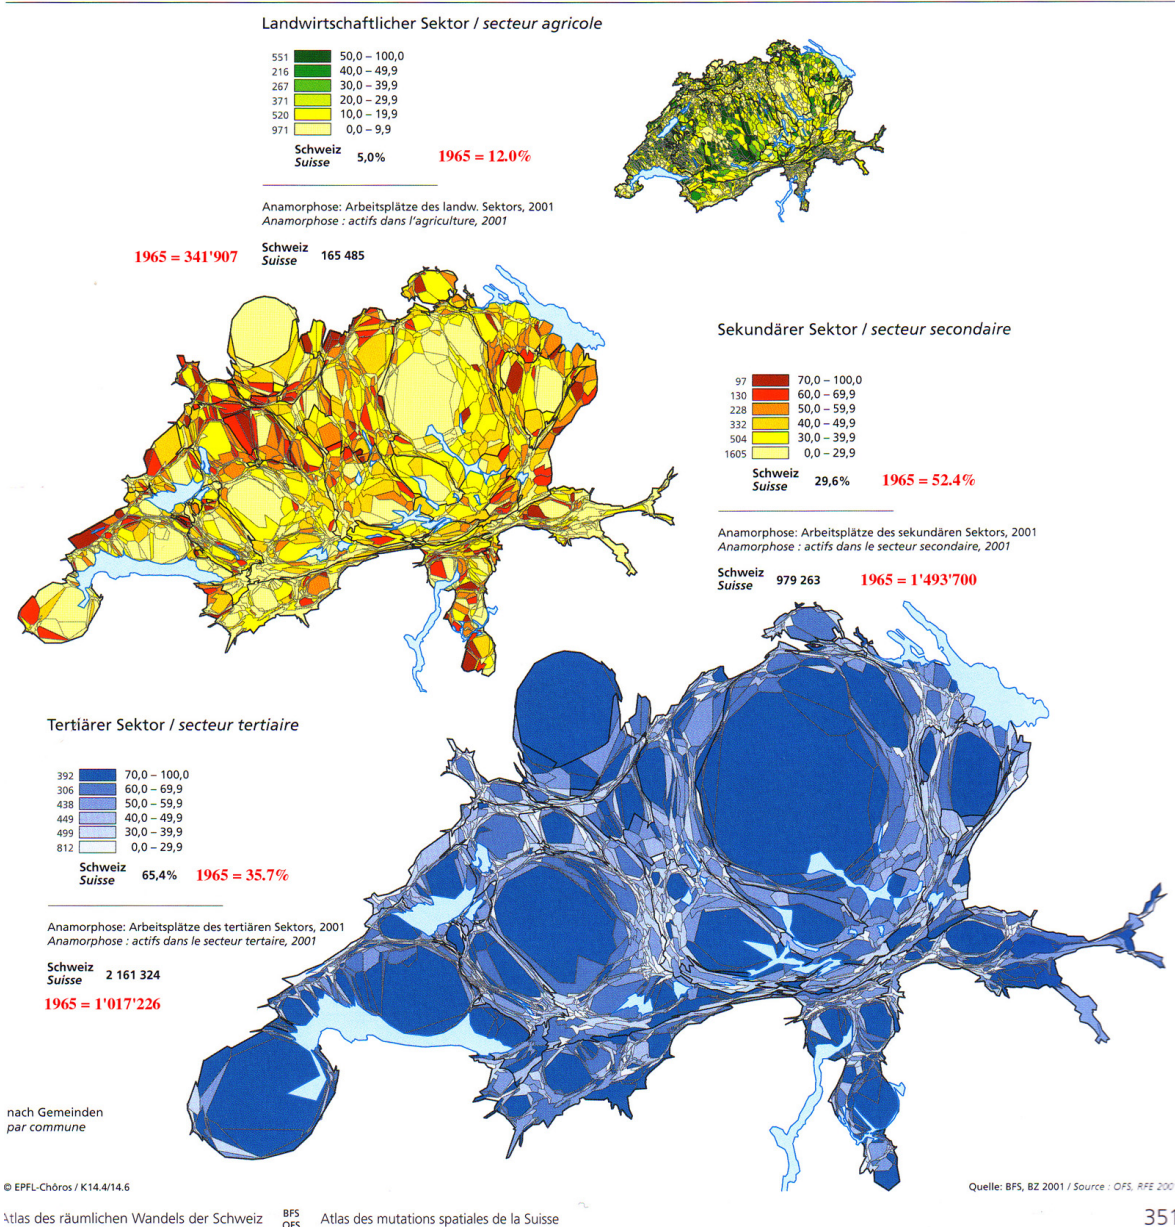 Landwirtschaftlicher Sektor / secteur agricole
551 50,0 – 100,0
216 40,0 – 49,9
267 30,0 – 39,9
371 20,0 – 29,9
520 10,0 – 19,9
971 0,0 – 9,9
Schweiz
Suisse 5,0% 1965 = 12.0%
Anamorphose: Arbeitsplätze des landw. Sektors, 2001
Anamorphose : actifs dans l'agriculture, 2001
1965 = 341'907 Schweiz
Suisse 165 485
Sekundärer Sektor / secteur secondaire
97 70,0 – 100,0
130 60,0 – 69,9
228 50,0 – 59,9
332 40,0 – 49,9
504 30,0 – 39,9
1605 0,0 – 29,9
Schweiz
Suisse 29,6% 1965 = 52.4%
Anamorphose: Arbeitsplätze des sekundären Sektors, 2001
Anamorphose : actifs dans le secteur secondaire, 2001
Schweiz
Suisse 979 263 1965 = 1'493'700
Tertiärer Sektor / secteur tertiaire
392 70,0 – 100,0
306 60,0 – 69,9
438 50,0 – 59,9
449 40,0 – 49,9
499 30,0 – 39,9
812 0,0 – 29,9
Schweiz
Suisse 65,4% 1965 = 35.7%
Anamorphose: Arbeitsplätze des tertiären Sektors, 2001
Anamorphose : actifs dans le secteur tertaire, 2001
Schweiz
Suisse 2 161 324
1965 = 1'017'226
nach Gemeinden
par commune
© EPFL-Chôros / K14.4/14.6
Quelle: BFS, BZ 2001 / Source : OFS, RFE 200
Atlas des räumlichen Wandels der Schweiz BFS
OFS Atlas des mutations spatiales de la Suisse
351